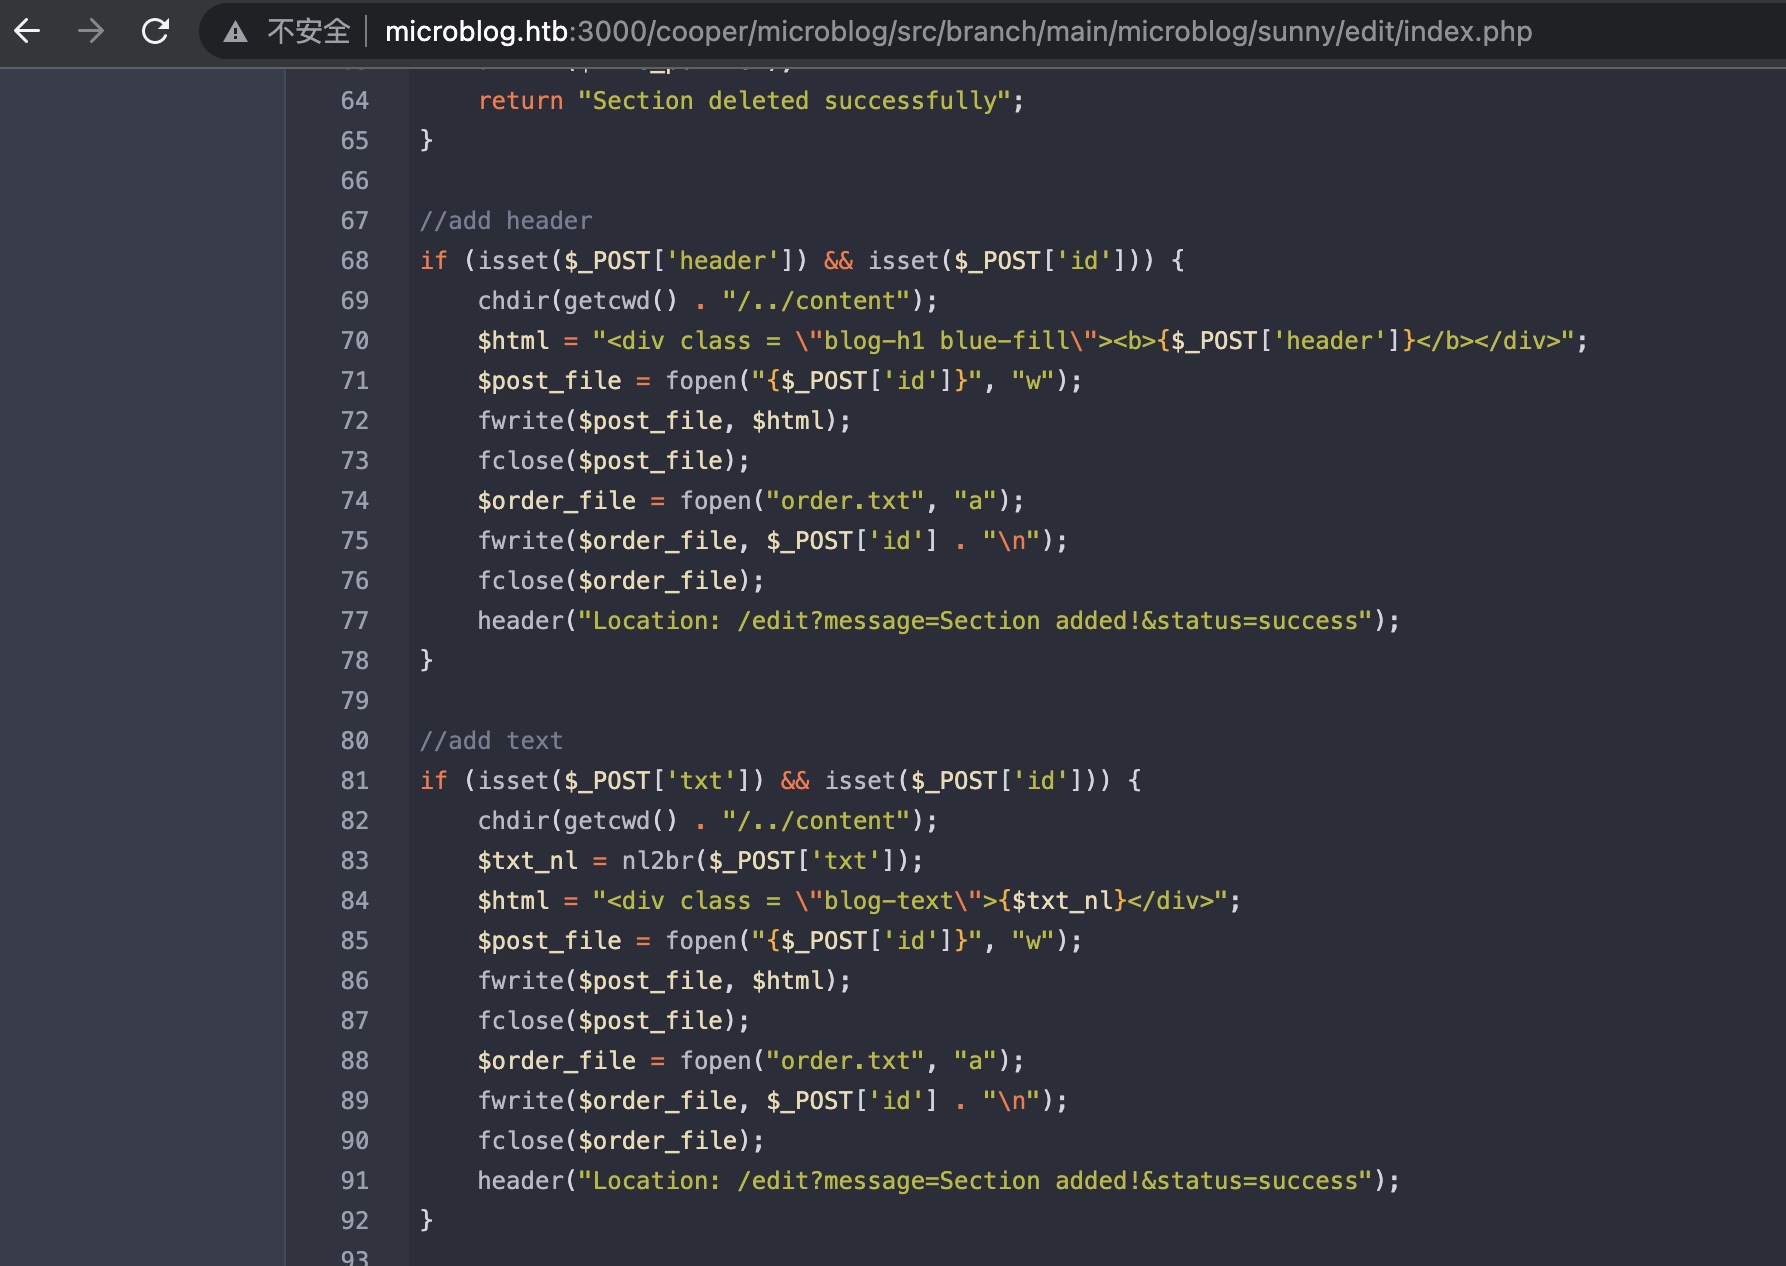 不安全 microblog.htb:3000/cooper/microblog/src/branch/main/microblog/sunny/edit/index.php
64     return "Section deleted successfully";
65 }
66
67 //add header
68 if (isset($_POST['header']) && isset($_POST['id'])) {
69     chdir(getcwd() . "/../content");
70     $html = "<div class = \"blog-h1 blue-fill\"><b>{$_POST['header']}</b></div>";
71     $post_file = fopen("{$_POST['id']}", "w");
72     fwrite($post_file, $html);
73     fclose($post_file);
74     $order_file = fopen("order.txt", "a");
75     fwrite($order_file, $_POST['id'] . "\n");
76     fclose($order_file);
77     header("Location: /edit?message=Section added!&status=success");
78 }
79
80 //add text
81 if (isset($_POST['txt']) && isset($_POST['id'])) {
82     chdir(getcwd() . "/../content");
83     $txt_nl = nl2br($_POST['txt']);
84     $html = "<div class = \"blog-text\">{$txt_nl}</div>";
85     $post_file = fopen("{$_POST['id']}", "w");
86     fwrite($post_file, $html);
87     fclose($post_file);
88     $order_file = fopen("order.txt", "a");
89     fwrite($order_file, $_POST['id'] . "\n");
90     fclose($order_file);
91     header("Location: /edit?message=Section added!&status=success");
92 }
93